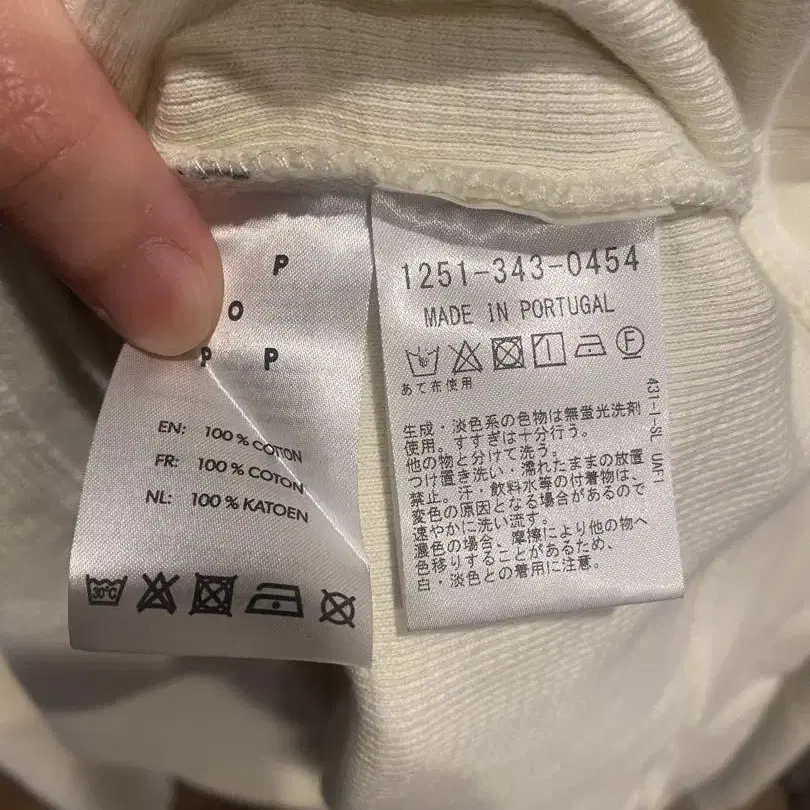 P
O
P P
EN: 100 % COTTON
FR: 100 % COTON
NL: 100 % KATOEN
30°C
1251-343-0454
MADE IN PORTUGAL
F
あて布使用
生成・淡色系の色物は無蛍光洗剤
使用。すすぎは十分行う。
他の物と分けて洗う。
つけ置き洗い・濡れたままの放置
禁止。汗・飲料水等の付着物は、
変色の原因となる場合があるので
速やかに洗い流す。
濃色の場合、摩擦により他の物へ
色移りすることがあるため、
白・淡色との着用に注意。
431-I-SL